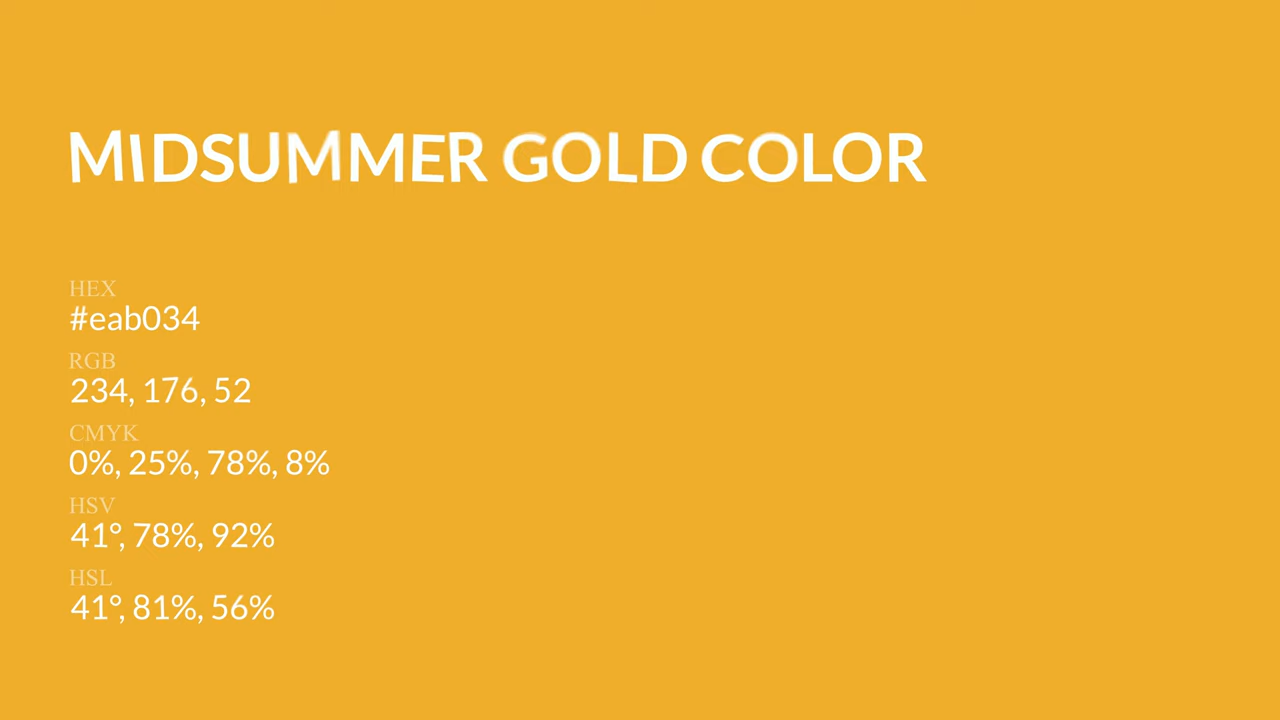 MIDSUMMER GOLD COLOR
HEX
#eab034
RGB
234, 176, 52
CMYK
0%, 25%, 78%, 8%
HSV
41°, 78%, 92%
HSL
41°, 81%, 56%